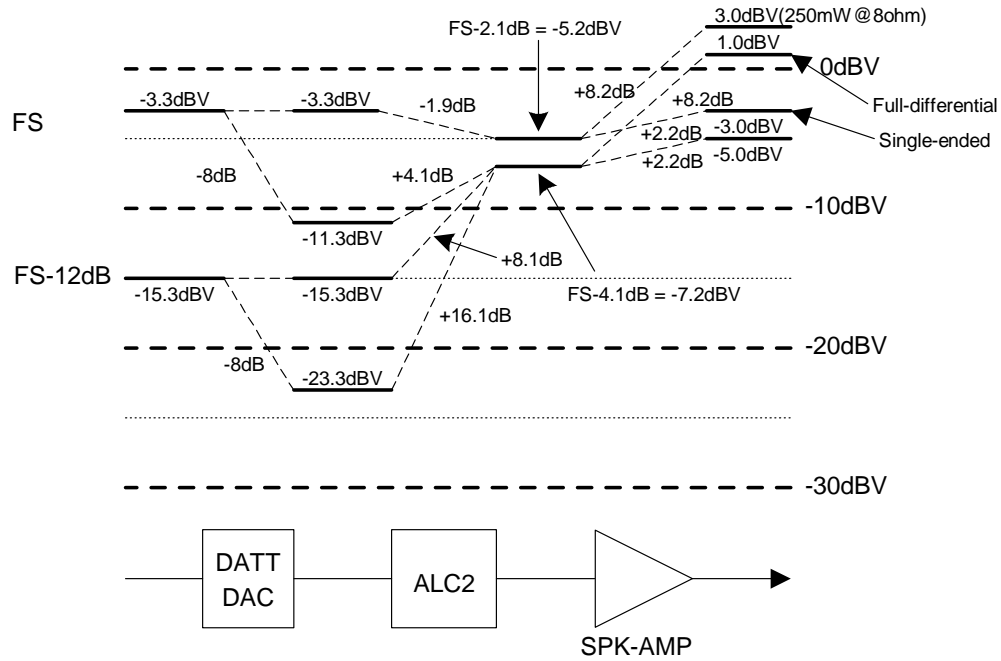 3.0dBV(250mW @8ohm)
FS-2.1dB = -5.2dBV
1.0dBV
0dBV
-3.3dBV
-3.3dBV
-1.9dB
+8.2dB
+8.2dB
Full-differential
FS
+2.2dB
-3.0dBV
Single-ended
-8dB
+4.1dB
+2.2dB
-5.0dBV
-10dBV
-11.3dBV
+8.1dB
FS-12dB
-15.3dBV
-15.3dBV
FS-4.1dB = -7.2dBV
+16.1dB
-20dBV
-8dB
-23.3dBV
-30dBV
DATT
DAC
ALC2
SPK-AMP